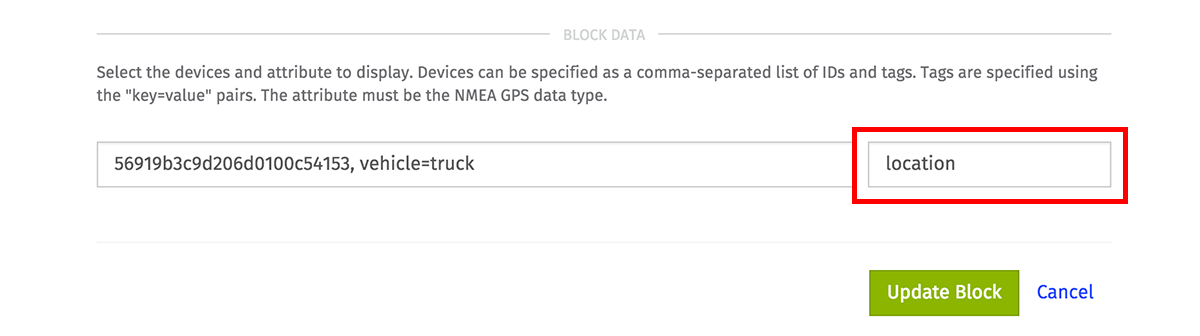 BLOCK DATA
Select the devices and attribute to display. Devices can be specified as a comma-separated list of IDs and tags. Tags are specified using
the "key=value" pairs. The attribute must be the NMEA GPS data type.
56919b3c9d206d0100c54153, vehicle=truck
location
Update Block
Cancel